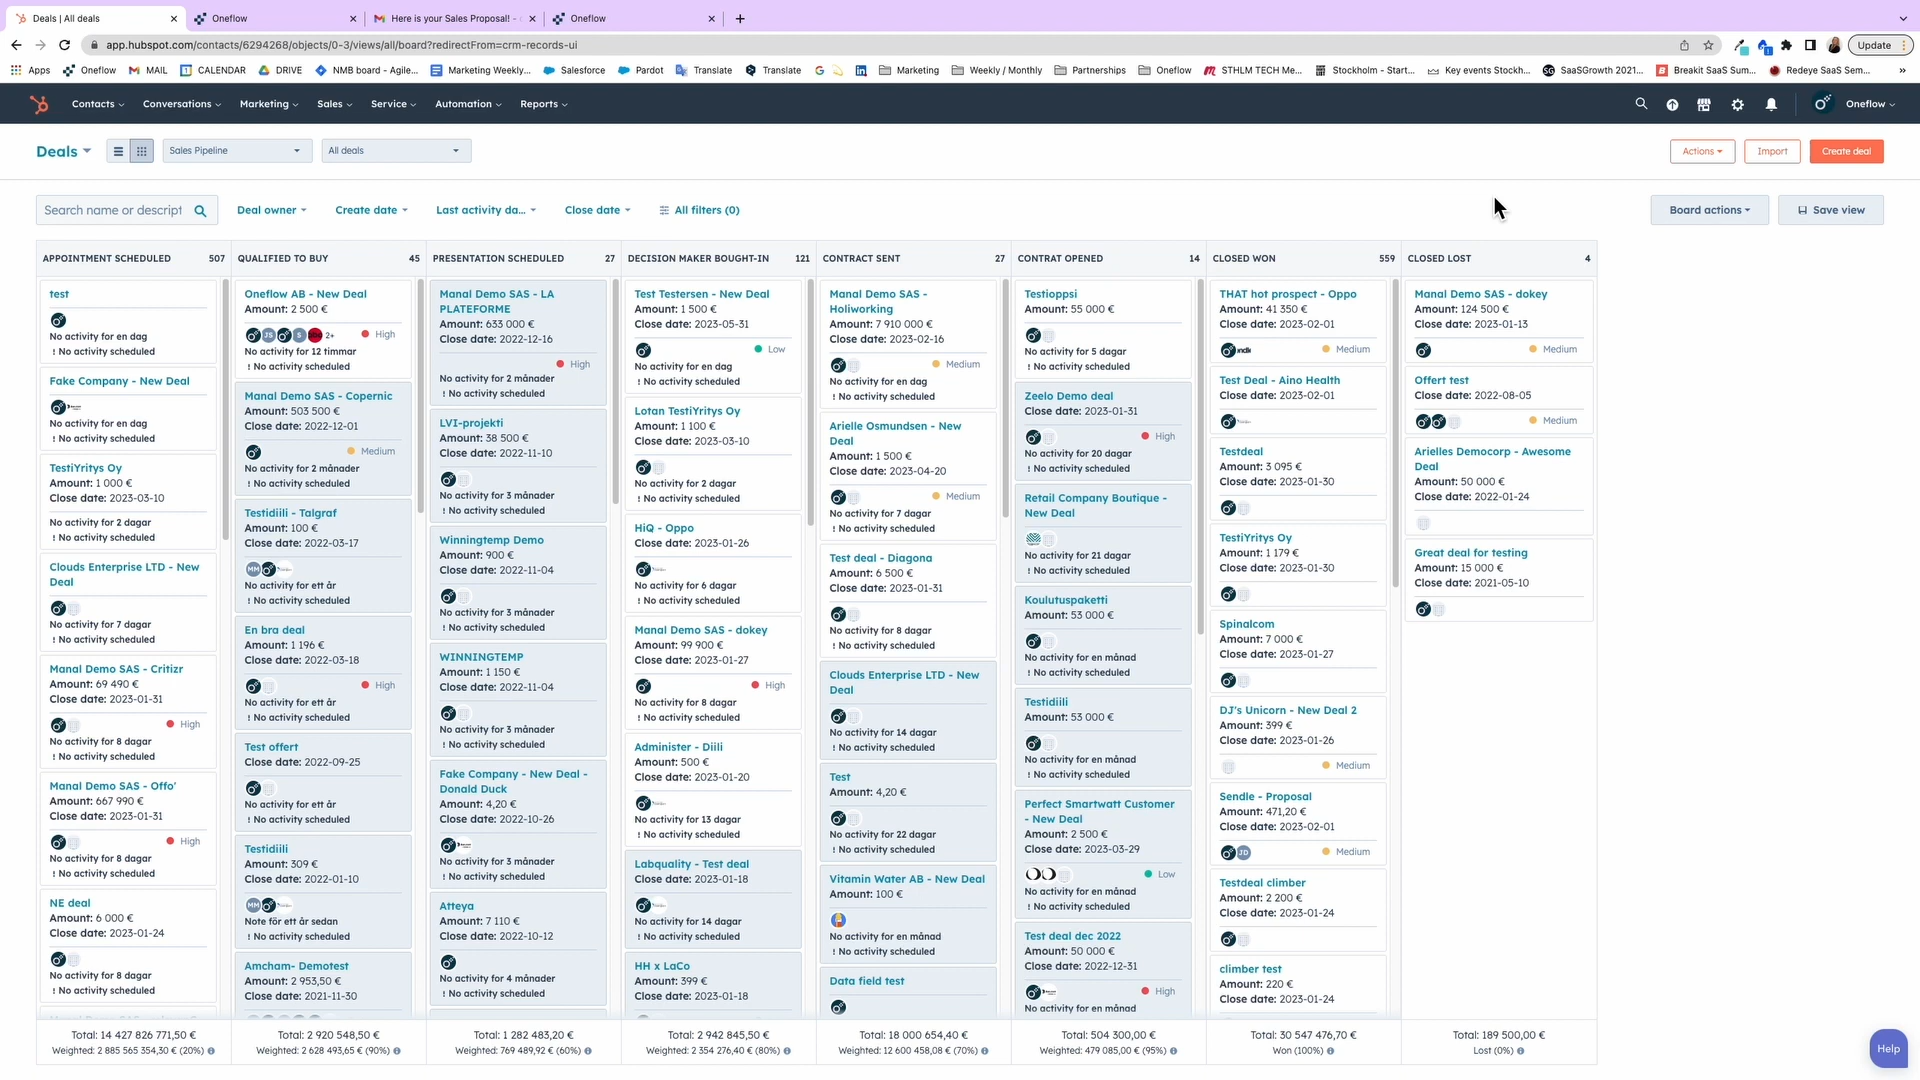 Deals | All deals
Oneflow
Here is your Sales Proposal! -
Oneflow
app.hubspot.com/contacts/6294268/objects/0-3/views/all/board?redirectFrom=crm-records-ui
Update
Apps
Oneflow
MAIL
CALENDAR
DRIVE
NMB board - Agile...
Marketing Weekly...
Salesforce
Pardot
Translate
Translate
Marketing
Weekly / Monthly
Partnerships
Oneflow
STHLM TECH Me...
Stockholm - Start...
Key events Stockh...
SaaSGrowth 2021...
Breakit SaaS Sum...
Redeye SaaS Sem...
»
Contacts
Conversations
Marketing
Sales
Service
Automation
Reports
Oneflow
Deals
Sales Pipeline
All deals
Actions
Import
Create deal
Search name or descript
Deal owner
Create date
Last activity da...
Close date
All filters (0)
Board actions
Save view
APPOINTMENT SCHEDULED 507
test
No activity for en dag
! No activity scheduled
Fake Company - New Deal
No activity for en dag
! No activity scheduled
TestiYritys Oy
Amount: 1 000 €
Close date: 2023-03-10
No activity for 2 dagar
! No activity scheduled
Clouds Enterprise LTD - New
Deal
No activity for 7 dagar
! No activity scheduled
Manal Demo SAS - Critizr
Amount: 69 490 €
Close date: 2023-01-31
High
No activity for 8 dagar
! No activity scheduled
Manal Demo SAS - Offo'
Amount: 667 990 €
Close date: 2023-01-31
High
No activity for 8 dagar
! No activity scheduled
NE deal
Amount: 6 000 €
Close date: 2023-01-24
No activity for 8 dagar
! No activity scheduled
Total: 14 427 826 771,50 €
Weighted: 2 885 565 354,30 € (20%)
QUALIFIED TO BUY 45
Oneflow AB - New Deal
Amount: 2 500 €
JS S 2+ High
No activity for 12 timmar
! No activity scheduled
Manal Demo SAS - Copernic
Amount: 503 500 €
Close date: 2022-12-01
Medium
No activity for 2 månader
! No activity scheduled
Testidiili - Talgraf
Amount: 100 €
Close date: 2022-03-17
MM
No activity for ett år
! No activity scheduled
En bra deal
Amount: 1 196 €
Close date: 2022-03-18
High
No activity for ett år
! No activity scheduled
Test offert
Close date: 2022-09-25
No activity for ett år
! No activity scheduled
Testidiili
Amount: 309 €
Close date: 2022-01-10
MM
Note för ett år sedan
! No activity scheduled
Amcham- Demotest
Amount: 2 953,50 €
Close date: 2021-11-30
Total: 2 920 548,50 €
Weighted: 2 628 493,65 € (90%)
PRESENTATION SCHEDULED 27
Manal Demo SAS - LA
PLATEFORME
Amount: 633 000 €
Close date: 2022-12-16
High
No activity for 2 månader
! No activity scheduled
LVI-projekti
Amount: 38 500 €
Close date: 2022-11-10
No activity for 3 månader
! No activity scheduled
Winningtemp Demo
Amount: 900 €
Close date: 2022-11-04
No activity for 3 månader
! No activity scheduled
WINNINGTEMP
Amount: 1 150 €
Close date: 2022-11-04
No activity for 3 månader
! No activity scheduled
Fake Company - New Deal -
Donald Duck
Amount: 4,20 €
Close date: 2022-10-26
No activity for 3 månader
! No activity scheduled
Atteya
Amount: 7 110 €
Close date: 2022-10-12
No activity for 4 månader
! No activity scheduled
Total: 1 282 483,20 €
Weighted: 769 489,92 € (60%)
DECISION MAKER BOUGHT-IN 121
Test Testersen - New Deal
Amount: 1 500 €
Close date: 2023-05-31
Low
No activity for en dag
! No activity scheduled
Lotan TestiYritys Oy
Amount: 1 100 €
Close date: 2023-03-10
No activity for 2 dagar
! No activity scheduled
HiQ - Oppo
Close date: 2023-01-26
No activity for 6 dagar
! No activity scheduled
Manal Demo SAS - dokey
Amount: 99 900 €
Close date: 2023-01-27
High
No activity for 8 dagar
! No activity scheduled
Administer - Diili
Amount: 500 €
Close date: 2023-01-20
No activity for 13 dagar
! No activity scheduled
Labquality - Test deal
Close date: 2023-01-18
No activity for 14 dagar
! No activity scheduled
HH x LaCo
Amount: 399 €
Close date: 2023-01-18
Total: 2 942 845,50 €
Weighted: 2 354 276,40 € (80%)
CONTRACT SENT 27
Manal Demo SAS -
Holiworking
Amount: 7 910 000 €
Close date: 2023-02-16
Medium
No activity for en dag
! No activity scheduled
Arielle Osmundsen - New
Deal
Amount: 1 500 €
Close date: 2023-04-20
Medium
No activity for 7 dagar
! No activity scheduled
Test deal - Diagona
Amount: 6 500 €
Close date: 2023-01-31
No activity for 8 dagar
! No activity scheduled
Clouds Enterprise LTD - New
Deal
No activity for 14 dagar
! No activity scheduled
Test
Amount: 4,20 €
No activity for 22 dagar
! No activity scheduled
Vitamin Water AB - New Deal
Amount: 100 €
No activity for en månad
! No activity scheduled
Data field test
Total: 18 000 654,40 €
Weighted: 12 600 458,08 € (70%)
CONTRAT OPENED 14
Testioppsi
Amount: 55 000 €
No activity for 5 dagar
! No activity scheduled
Zeelo Demo deal
Close date: 2023-01-31
High
No activity for 20 dagar
! No activity scheduled
Retail Company Boutique -
New Deal
No activity for 21 dagar
! No activity scheduled
Koulutuspaketti
Amount: 53 000 €
No activity for en månad
! No activity scheduled
Testidiili
Amount: 53 000 €
No activity for en månad
! No activity scheduled
Perfect Smartwatt Customer
- New Deal
Amount: 2 500 €
Close date: 2023-03-29
Low
No activity for en månad
! No activity scheduled
Test deal dec 2022
Amount: 50 000 €
Close date: 2022-12-31
High
No activity for en månad
Total: 504 300,00 €
Weighted: 479 085,00 € (95%)
CLOSED WON 559
THAT hot prospect - Oppo
Amount: 41 350 €
Close date: 2023-02-01
Medium
Test Deal - Aino Health
Close date: 2023-02-01
Testdeal
Amount: 3 095 €
Close date: 2023-01-30
TestiYritys Oy
Amount: 1 179 €
Close date: 2023-01-30
Spinalcom
Amount: 7 000 €
Close date: 2023-01-27
DJ's Unicorn - New Deal 2
Amount: 399 €
Close date: 2023-01-26
Medium
Sendle - Proposal
Amount: 471,20 €
Close date: 2023-02-01
JD Medium
Testdeal climber
Amount: 2 200 €
Close date: 2023-01-24
climber test
Amount: 220 €
Close date: 2023-01-24
Total: 30 547 476,70 €
Won (100%)
CLOSED LOST 4
Manal Demo SAS - dokey
Amount: 124 500 €
Close date: 2023-01-13
Medium
Offert test
Close date: 2022-08-05
Medium
Arielles Democorp - Awesome
Deal
Amount: 50 000 €
Close date: 2022-01-24
Great deal for testing
Amount: 15 000 €
Close date: 2021-05-10
Total: 189 500,00 €
Lost (0%)
Help